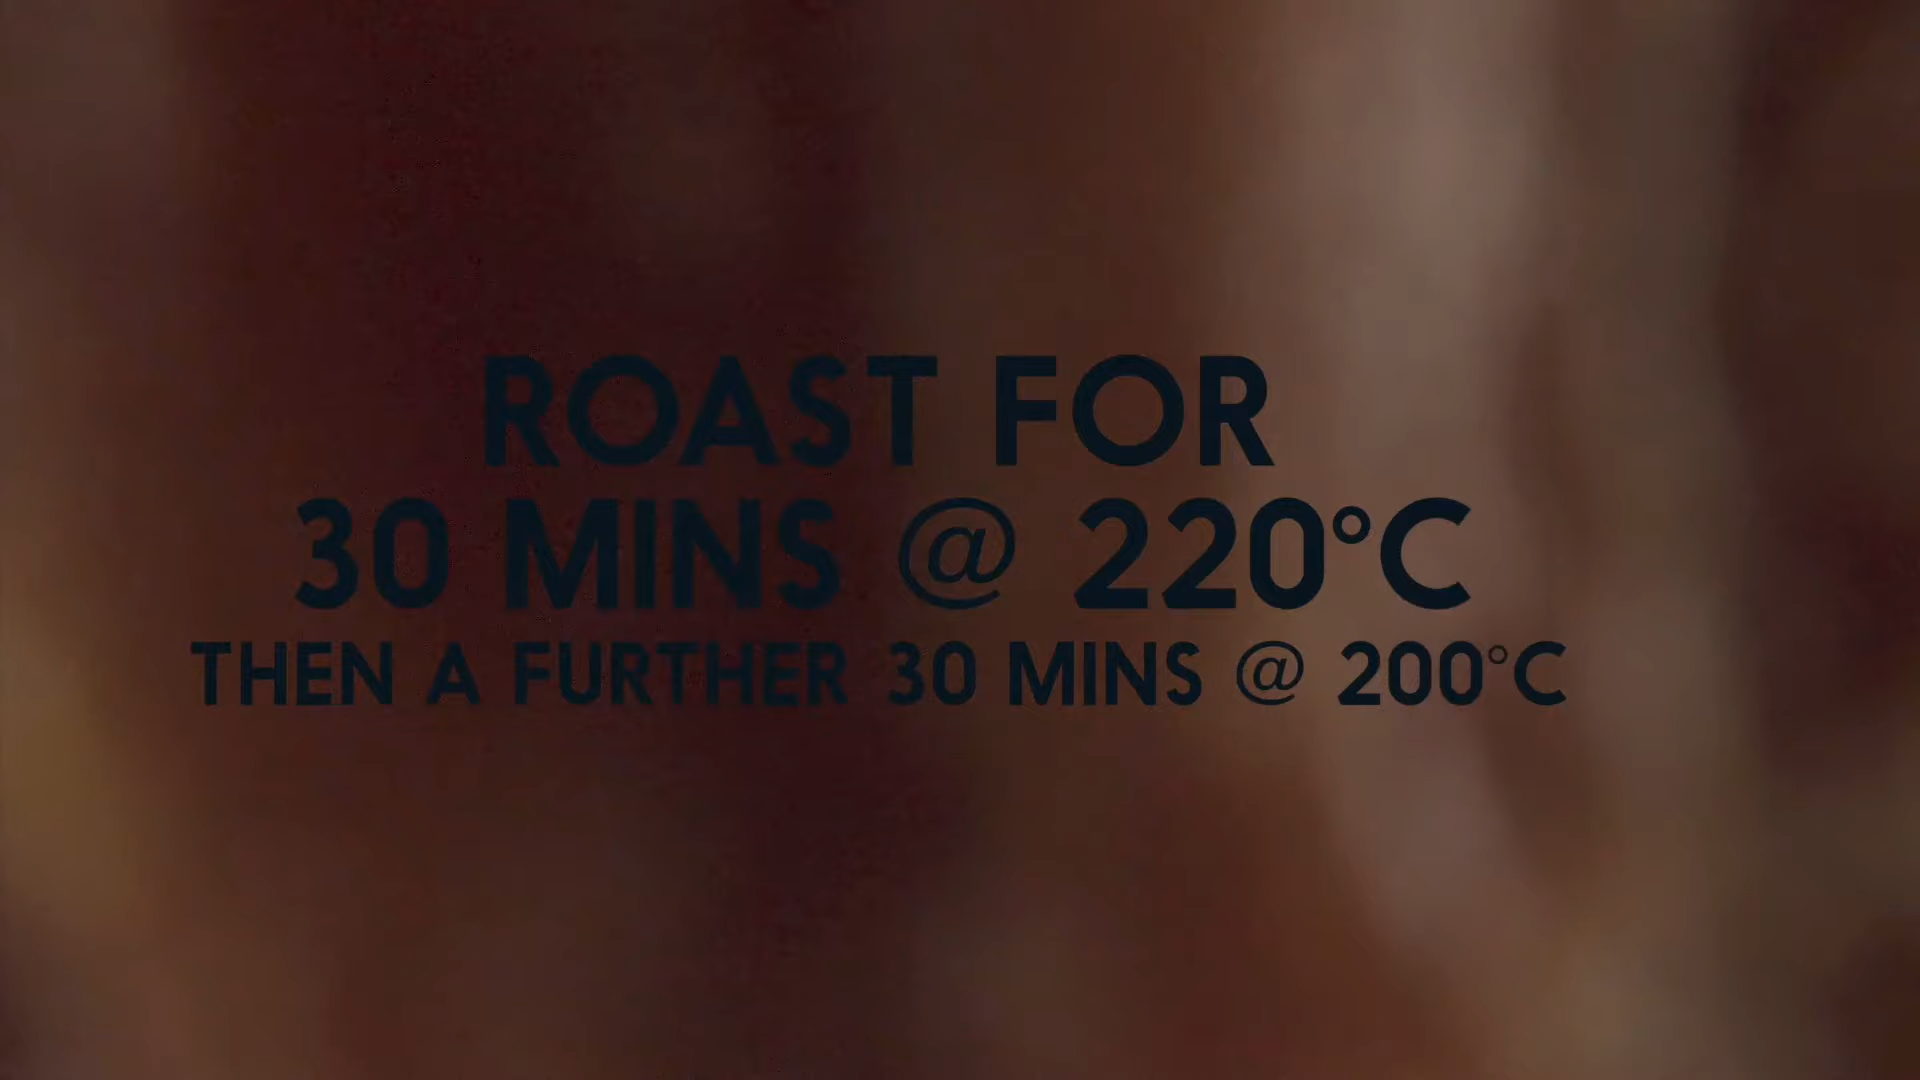 ROAST FOR
30 MINS @ 220°C
THEN A FURTHER 30 MINS @ 200°C